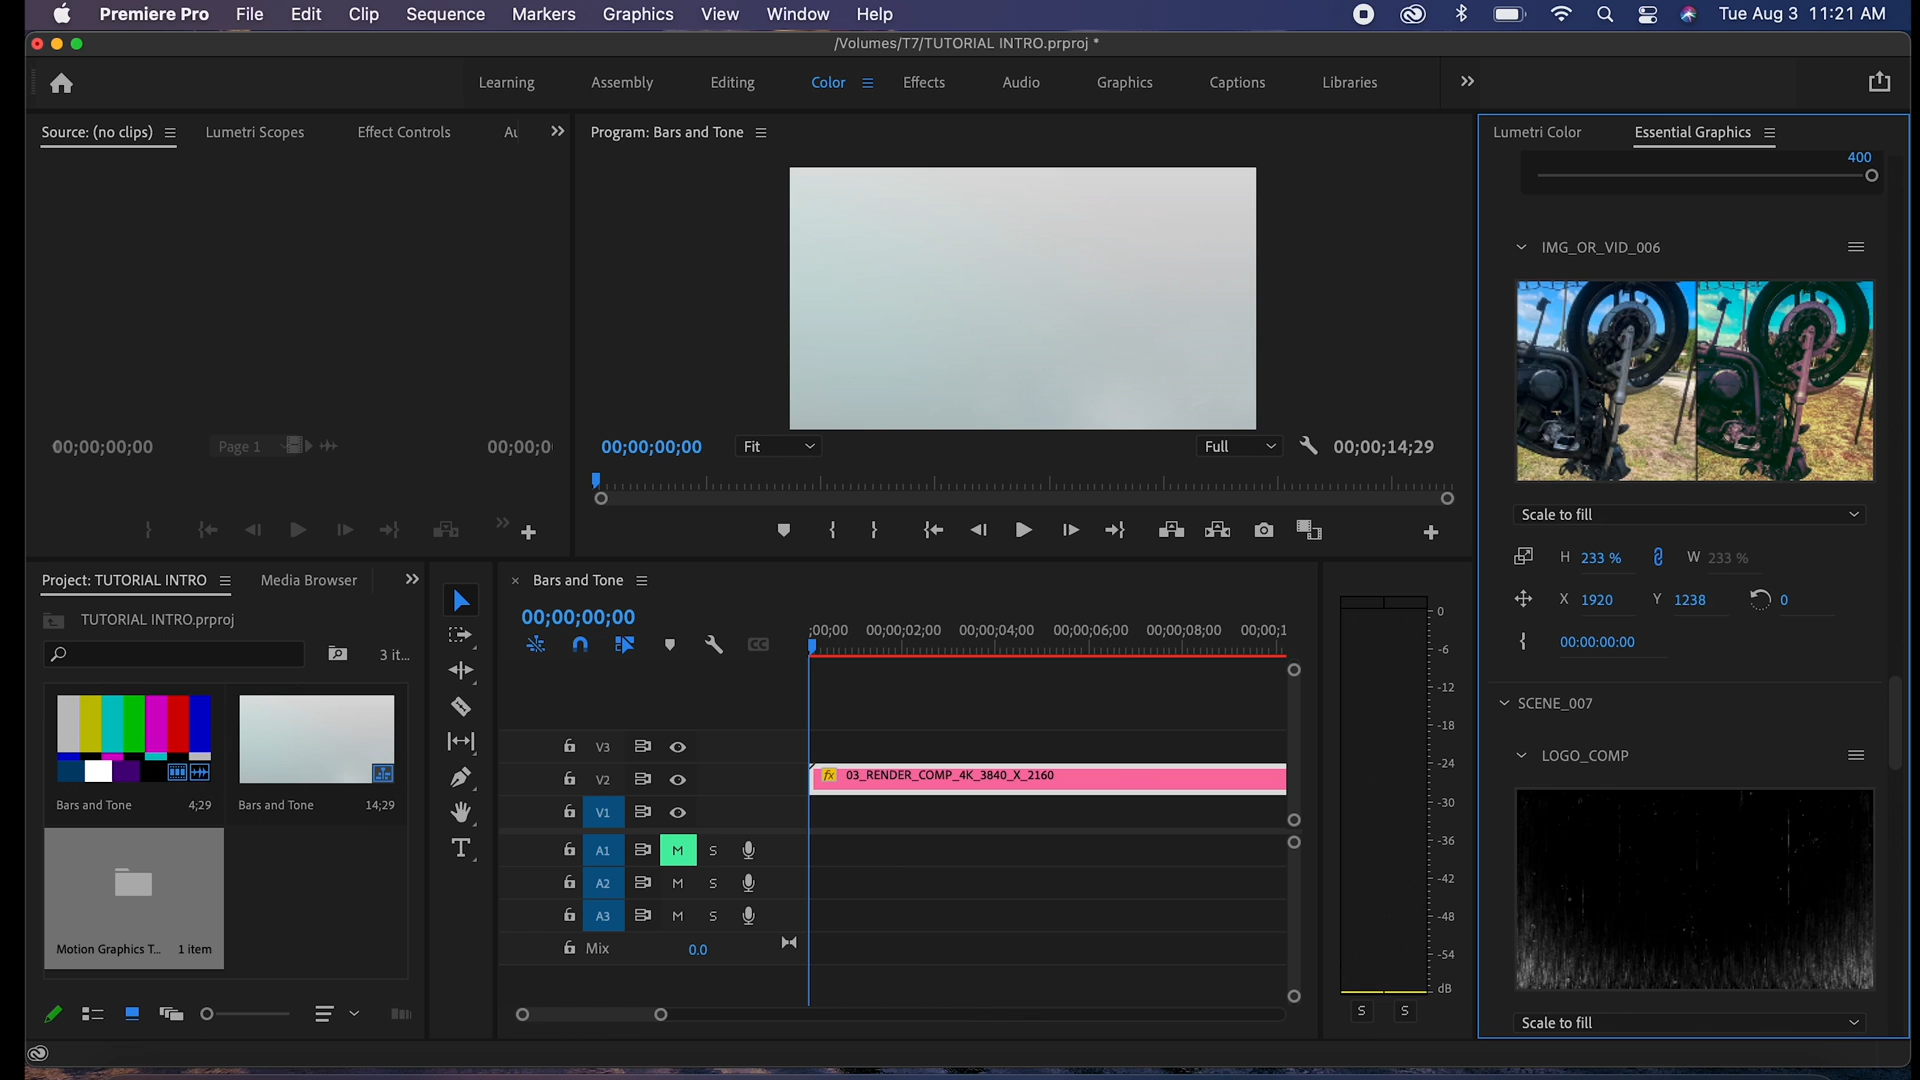 Premiere Pro File Edit Clip Sequence Markers Graphics View Window Help Tue Aug 3 11:21 AM
/Volumes/T7/TUTORIAL INTRO.prproj *
Learning Assembly Editing Color Effects Audio Graphics Captions Libraries
Source: (no clips) Lumetri Scopes Effect Controls Program: Bars and Tone Lumetri Color Essential Graphics
400
IMG_OR_VID_006
00;00;00;00 Page 1 00;00;0 00;00;00;00 Fit Full 00;00;14;29
Scale to fill
H 233 % W 233 %
X 1920 Y 1238 0
00:00:00:00
Project: TUTORIAL INTRO Media Browser Bars and Tone
00;00;00;00
TUTORIAL INTRO.prproj
3 it...
;00;00 00;00;02;00 00;00;04;00 00;00;06;00 00;00;08;00 00;00;1
CC
0
-6
-12
-18
-24
-30
-36
-42
-48
-54
dB
S S
SCENE_007
LOGO_COMP
Scale to fill
V3
V2 fx 03_RENDER_COMP_4K_3840_X_2160
V1
A1 M S
A2 M S
A3 M S
Mix 0.0
Bars and Tone 4;29 Bars and Tone 14;29
Motion Graphics T... 1 item